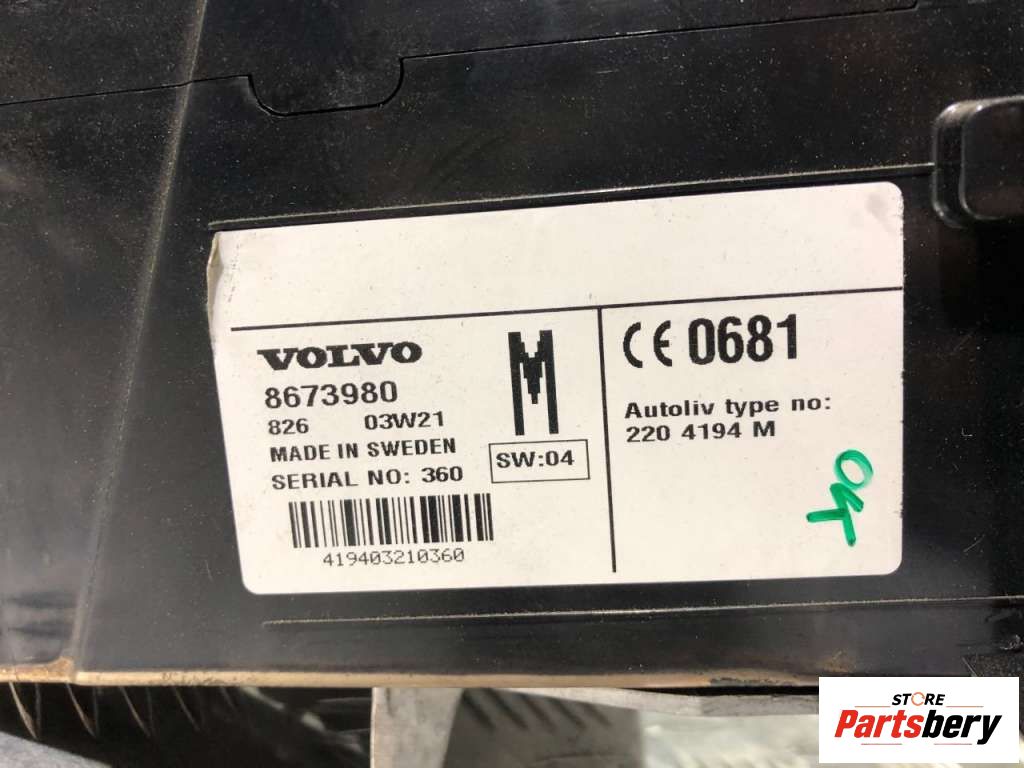 VOLVO
8673980
826 03W21
MADE IN SWEDEN
SERIAL NO: 360
419403210360
M
SW:04
CE 0681
Autoliv type no:
220 4194 M
STORE
Partsbery